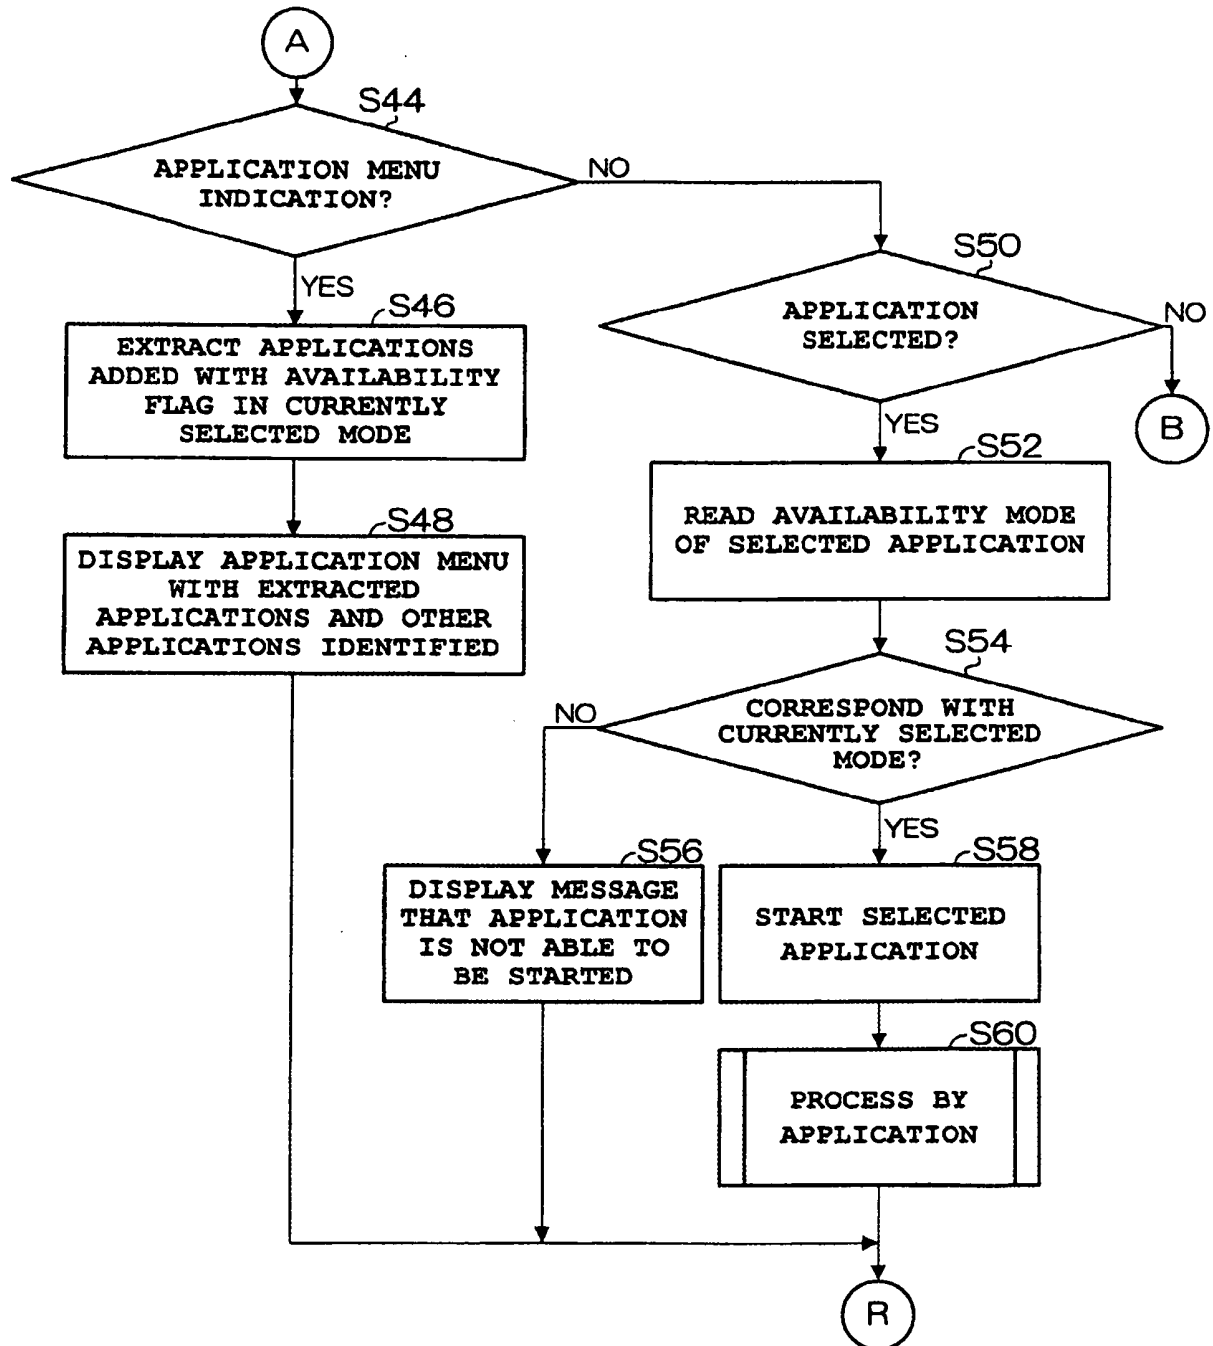 A
S44
APPLICATION MENU
INDICATION?
NO
YES
S46
EXTRACT APPLICATIONS
ADDED WITH AVAILABILITY
FLAG IN CURRENTLY
SELECTED MODE
S48
DISPLAY APPLICATION MENU
WITH EXTRACTED
APPLICATIONS AND OTHER
APPLICATIONS IDENTIFIED
S50
APPLICATION
SELECTED?
NO
B
YES
S52
READ AVAILABILITY MODE
OF SELECTED APPLICATION
S54
CORRESPOND WITH
CURRENTLY SELECTED
MODE?
NO
YES
S56
DISPLAY MESSAGE
THAT APPLICATION
IS NOT ABLE TO
BE STARTED
S58
START SELECTED
APPLICATION
S60
PROCESS BY
APPLICATION
R